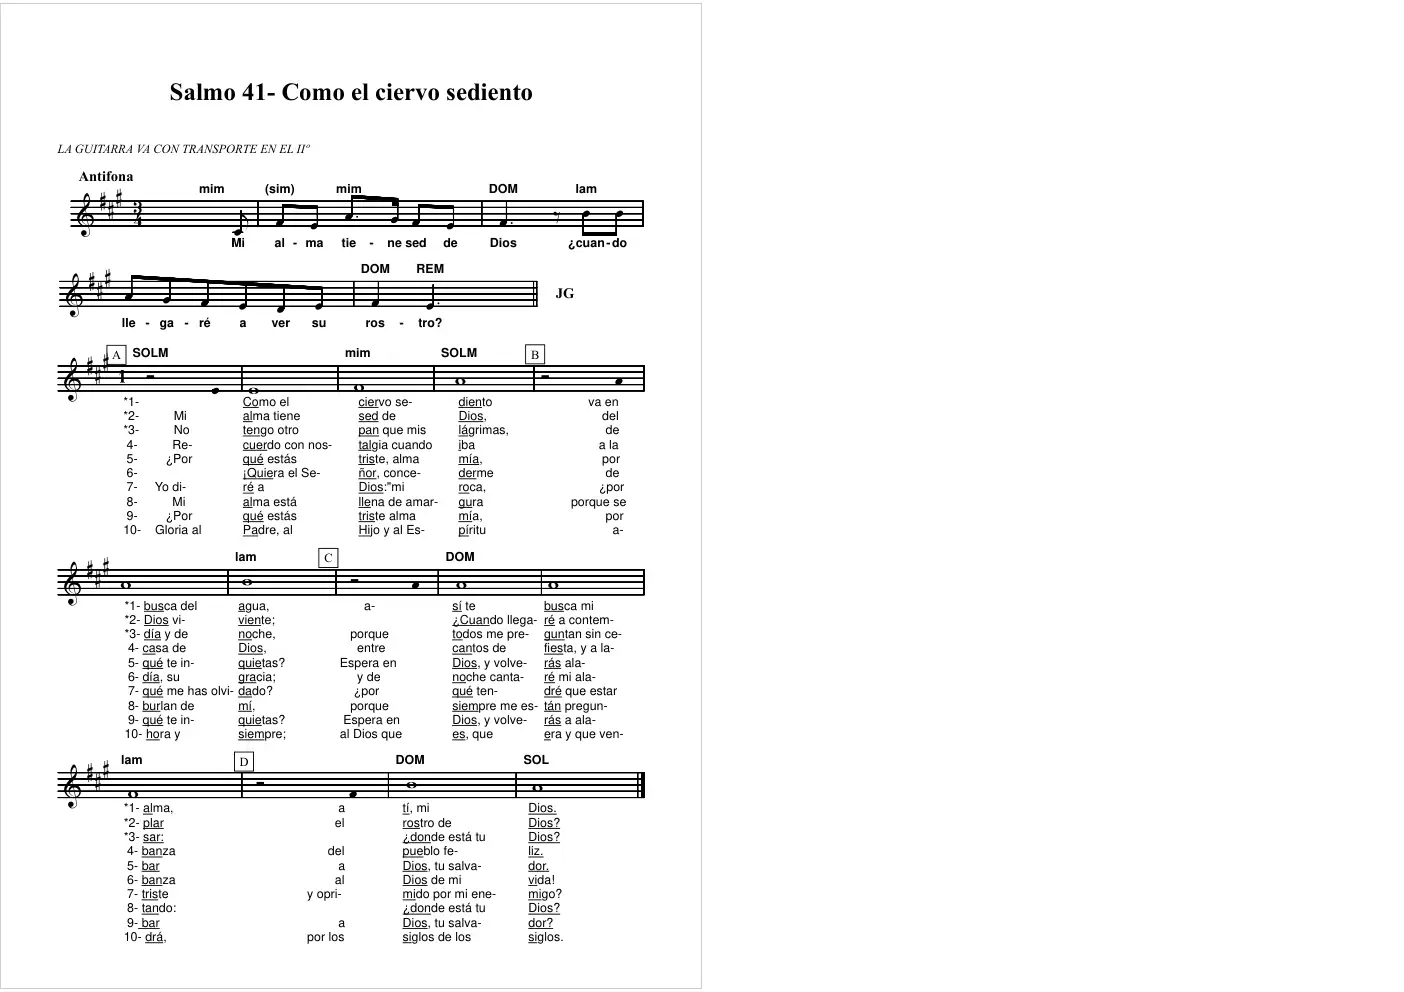 Salmo 41- Como el ciervo sediento
LA GUITARRA VA CON TRANSPORTE EN EL IIº
Antifona
mim (sim) mim DOM lam
3
4
Mi al - ma tie - ne sed de Dios ¿cuan - do
DOM REM
JG
lle - ga - ré a ver su ros - tro?
A SOLM mim SOLM B
1
*1- Como el ciervo se- diento va en
*2- Mi alma tiene sed de Dios, del
*3- No tengo otro pan que mis lágrimas, de
4- Re- cuerdo con nos- talgia cuando iba a la
5- ¿Por qué estás triste, alma mía, por
6- ¡Quiera el Se- ñor, conce- derme de
7- Yo di- ré a Dios:"mi roca, ¿por
8- Mi alma está llena de amar- gura porque se
9- ¿Por qué estás triste alma mía, por
10- Gloria al Padre, al Hijo y al Es- píritu a-
lam C DOM
*1- busca del agua, a- sí te busca mi
*2- Dios vi- viente; ¿Cuando llega- ré a contem-
*3- día y de noche, porque todos me pre- guntan sin ce-
4- casa de Dios, entre cantos de fiesta, y a la-
5- qué te in- quietas? Espera en Dios, y volve- rás ala-
6- día, su gracia; y de noche canta- ré mi ala-
7- qué me has olvi- dado? ¿por qué ten- dré que estar
8- burlan de mí, porque siempre me es- tán pregun-
9- qué te in- quietas? Espera en Dios, y volve- rás a ala-
10- hora y siempre; al Dios que es, que era y que ven-
lam D DOM SOL
*1- alma, a tí, mi Dios.
*2- plar el rostro de Dios?
*3- sar: ¿donde está tu Dios?
4- banza del pueblo fe- liz.
5- bar a Dios, tu salva- dor.
6- banza al Dios de mi vida!
7- triste y opri- mido por mi ene- migo?
8- tando: ¿donde está tu Dios?
9- bar a Dios, tu salva- dor?
10- drá, por los siglos de los siglos.